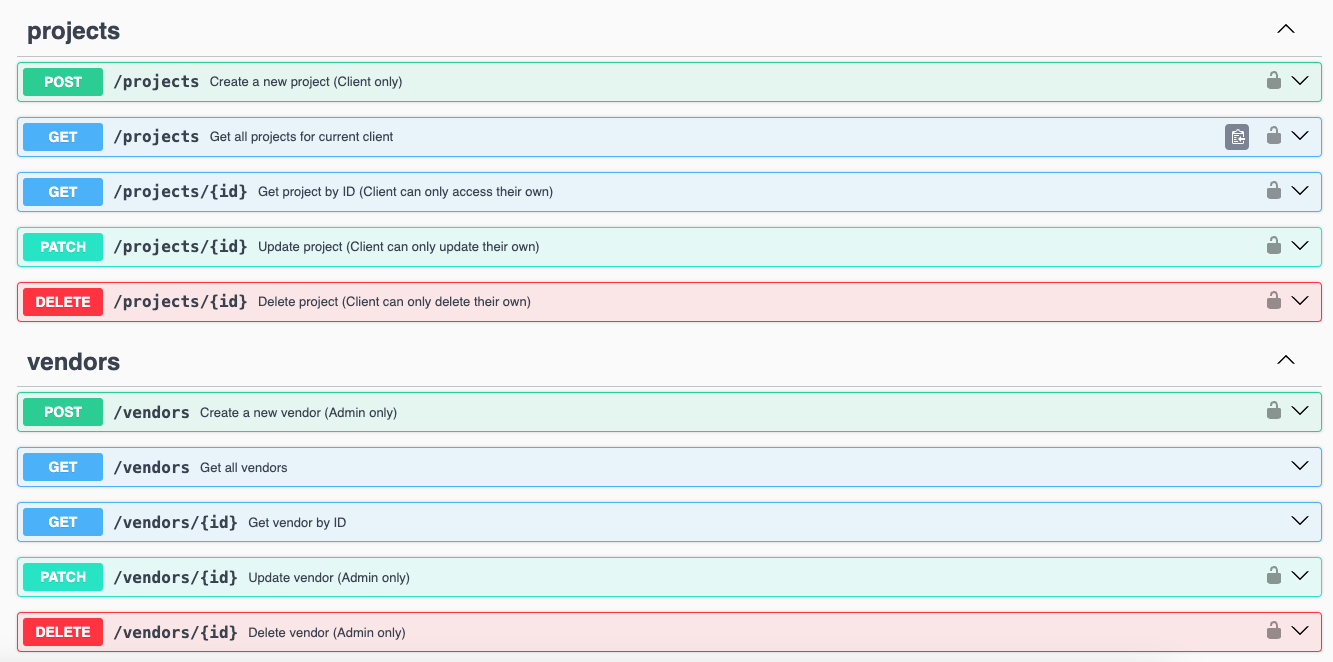 projects
POST /projects Create a new project (Client only)
GET /projects Get all projects for current client
GET /projects/{id} Get project by ID (Client can only access their own)
PATCH /projects/{id} Update project (Client can only update their own)
DELETE /projects/{id} Delete project (Client can only delete their own)
vendors
POST /vendors Create a new vendor (Admin only)
GET /vendors Get all vendors
GET /vendors/{id} Get vendor by ID
PATCH /vendors/{id} Update vendor (Admin only)
DELETE /vendors/{id} Delete vendor (Admin only)